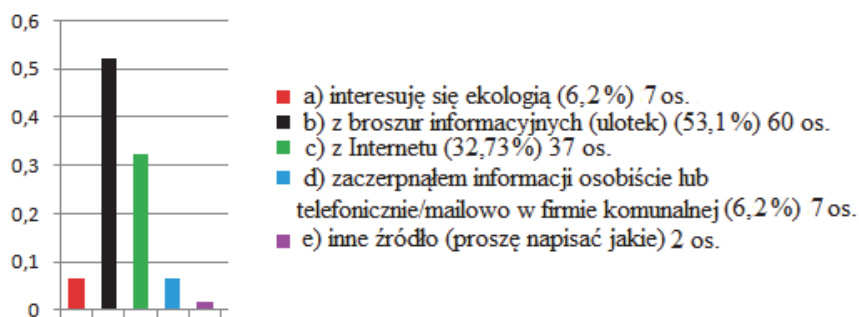 0,6
0,5
0,4
0,3
0,2
0,1
0
a) interesuję się ekologią (6,2%) 7 os.
b) z broszur informacyjnych (ulotek) (53,1%) 60 os.
c) z Internetu (32,73%) 37 os.
d) zaczerpnąłem informacji osobiście lub
telefonicznie/mailowo w firmie komunalnej (6,2%) 7 os.
e) inne źródło (proszę napisać jakie) 2 os.